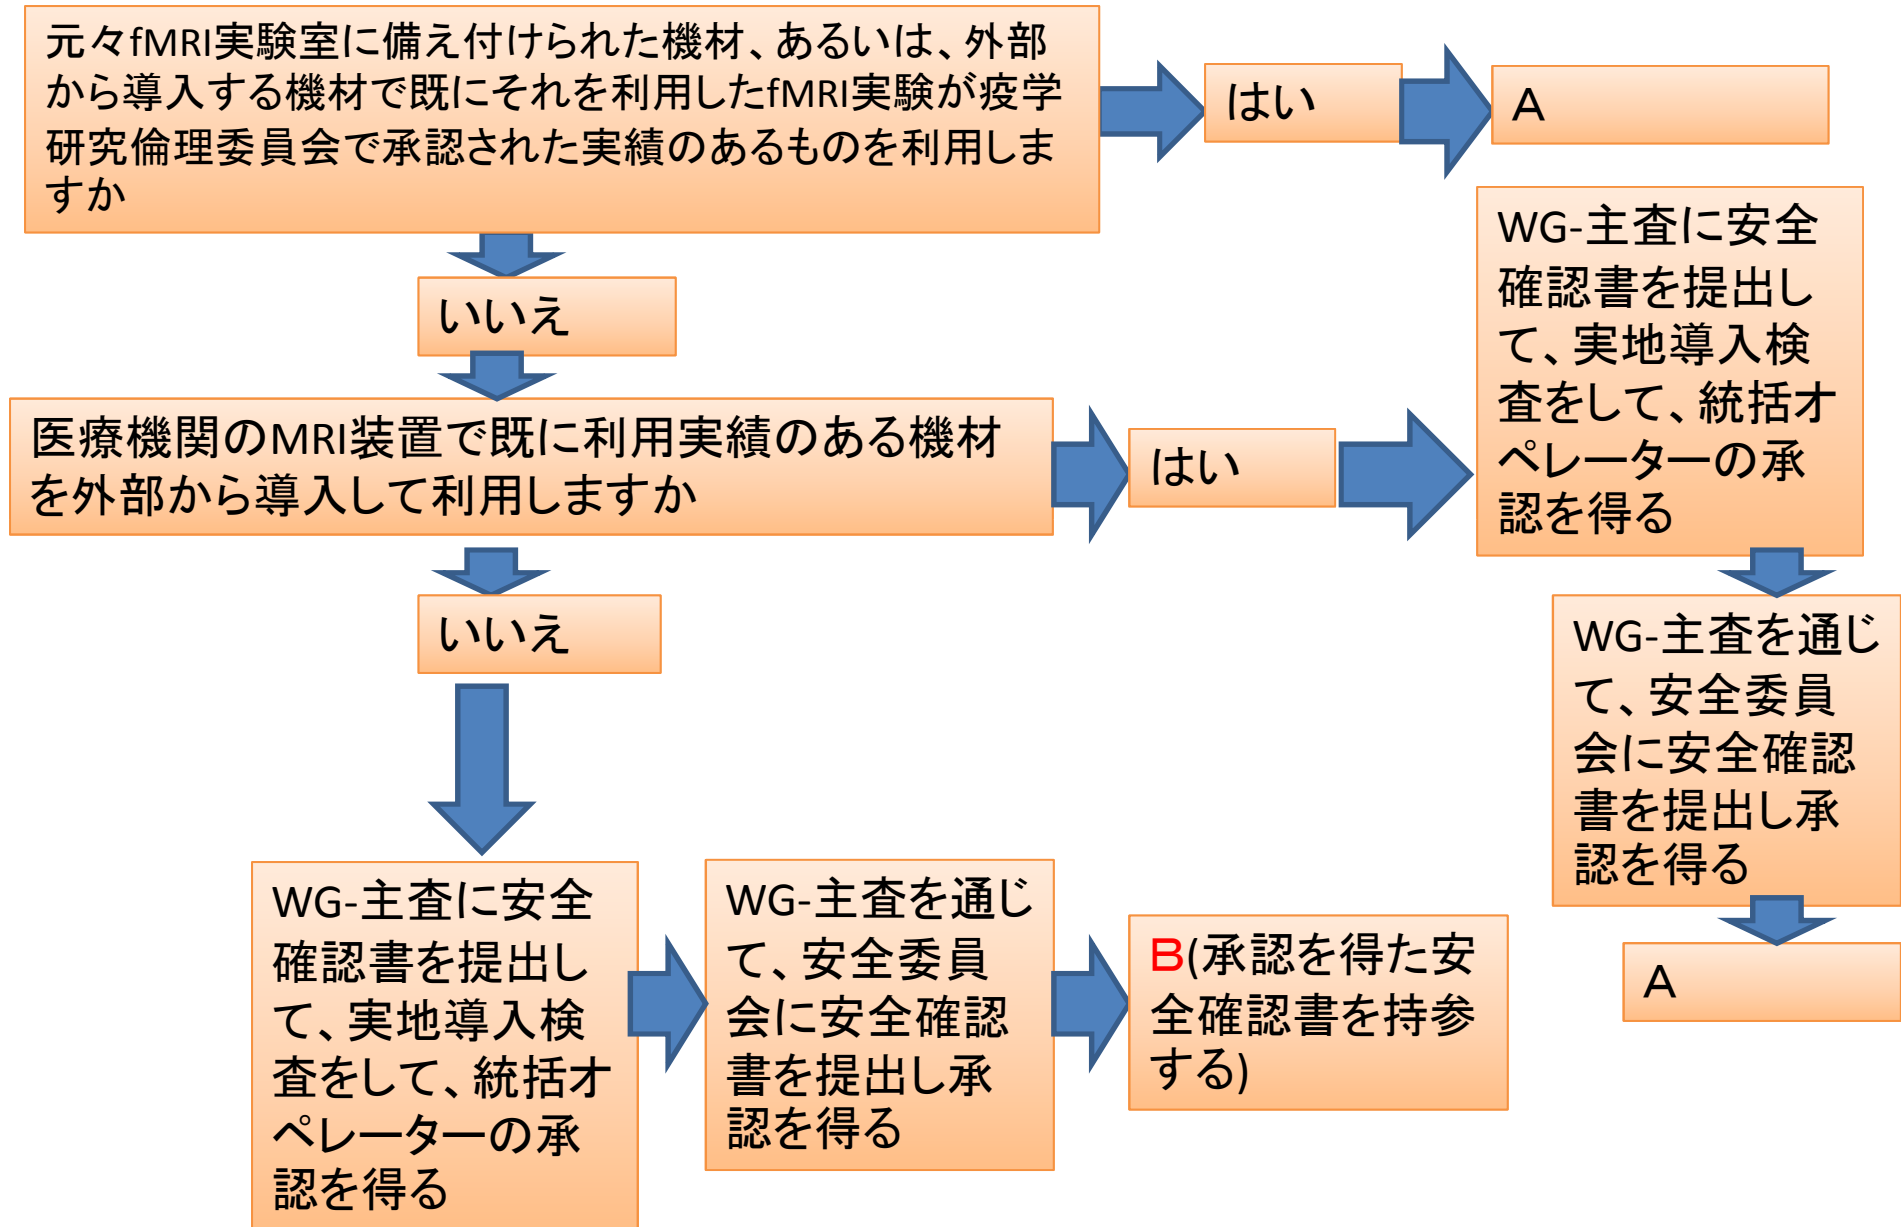 元々fMRI実験室に備え付けられた機材、あるいは、外部
から導入する機材で既にそれを利用したfMRI実験が疫学
研究倫理委員会で承認された実績のあるものを利用しま
すか
はい
A
いいえ
医療機関のMRI装置で既に利用実績のある機材
を外部から導入して利用しますか
はい
WG-主査に安全
確認書を提出し
て、実地導入検
査をして、統括オ
ペレーターの承
認を得る
WG-主査を通じ
て、安全委員
会に安全確認
書を提出し承
認を得る
A
いいえ
WG-主査に安全
確認書を提出し
て、実地導入検
査をして、統括オ
ペレーターの承
認を得る
WG-主査を通じ
て、安全委員
会に安全確認
書を提出し承
認を得る
B(承認を得た安
全確認書を持参
する)